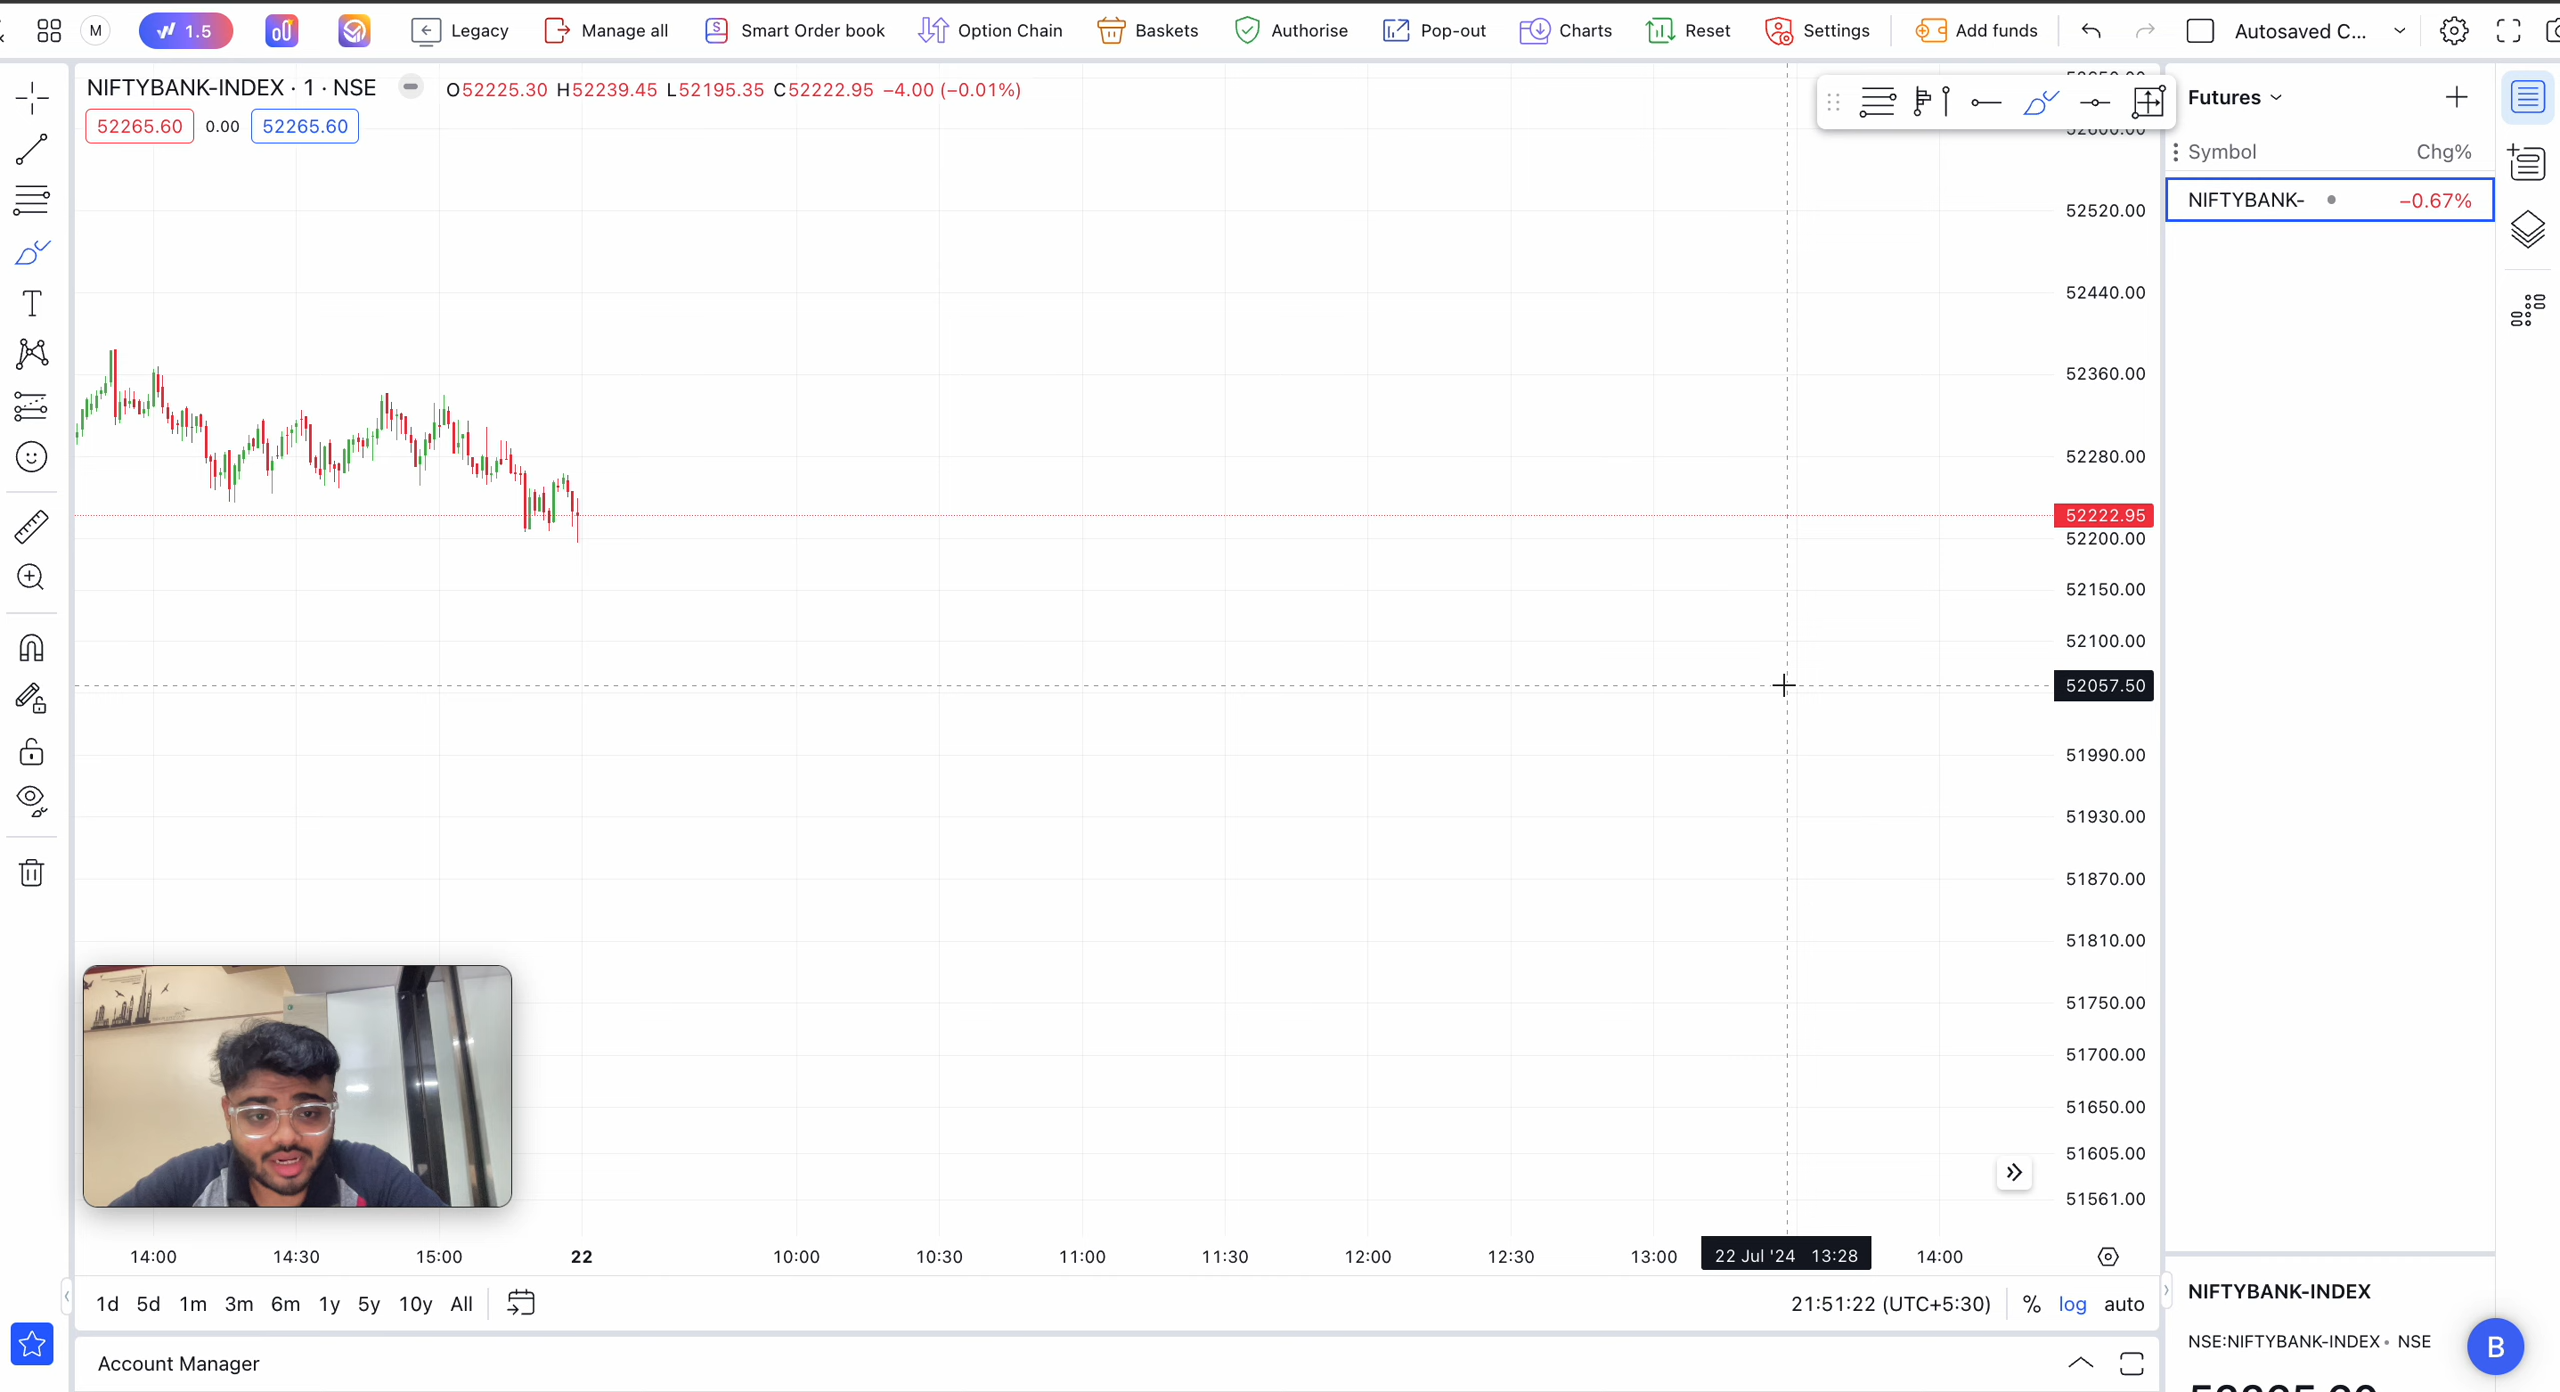 M 1.5 Legacy Manage all Smart Order book Option Chain Baskets Authorise Pop-out Charts Reset Settings Add funds Autosaved C...
NIFTYBANK-INDEX · 1 · NSE O52225.30 H52239.45 L52195.35 C52222.95 −4.00 (−0.01%)
52265.60 0.00 52265.60
Futures
Symbol Chg%
NIFTYBANK- −0.67%
52600.00
52520.00
52440.00
52360.00
52280.00
52222.95
52200.00
52150.00
52100.00
52057.50
51990.00
51930.00
51870.00
51810.00
51750.00
51700.00
51650.00
51605.00
51561.00
14:00 14:30 15:00 22 10:00 10:30 11:00 11:30 12:00 12:30 13:00 22 Jul '24 13:28 14:00
1d 5d 1m 3m 6m 1y 5y 10y All 21:51:22 (UTC+5:30) % log auto
Account Manager
NIFTYBANK-INDEX
NSE:NIFTYBANK-INDEX • NSE
B